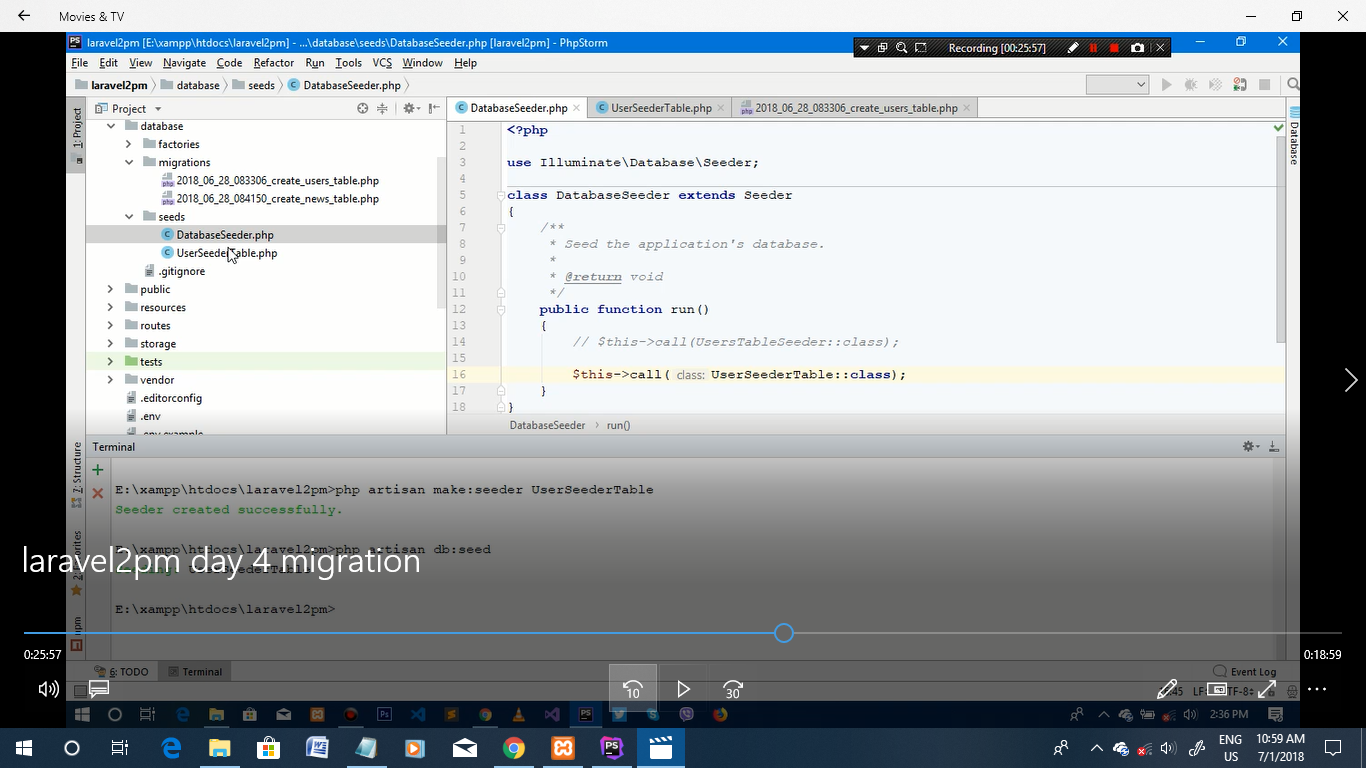 Movies & TV
laravel2pm [E:\xampp\htdocs\laravel2pm] - ...\database\seeds\DatabaseSeeder.php [laravel2pm] - PhpStorm
Recording [00:25:57]
File Edit View Navigate Code Refactor Run Tools VCS Window Help
laravel2pm database seeds DatabaseSeeder.php
1: Project
Project
DatabaseSeeder.php UserSeederTable.php 2018_06_28_083306_create_users_table.php
database
factories
migrations
2018_06_28_083306_create_users_table.php
2018_06_28_084150_create_news_table.php
seeds
DatabaseSeeder.php
UserSeederTable.php
.gitignore
public
resources
routes
storage
tests
vendor
.editorconfig
.env
.env.example
1 <?php
2
3 use Illuminate\Database\Seeder;
4
5 class DatabaseSeeder extends Seeder
6 {
7 /**
8 * Seed the application's database.
9 *
10 * @return void
11 */
12 public function run()
13 {
14 // $this->call(UsersTableSeeder::class);
15
16 $this->call( class: UserSeederTable::class);
17 }
18 }
DatabaseSeeder run()
Database
Terminal
7: Structure
E:\xampp\htdocs\laravel2pm>php artisan make:seeder UserSeederTable
Seeder created successfully.
E:\xampp\htdocs\laravel2pm>php artisan db:seed
laravel2pm day 4 migration
E:\xampp\htdocs\laravel2pm>
npm
0:25:57
0:18:59
6: TODO Terminal Event Log
10 30
2:36 PM
ENG
US
10:59 AM
7/1/2018